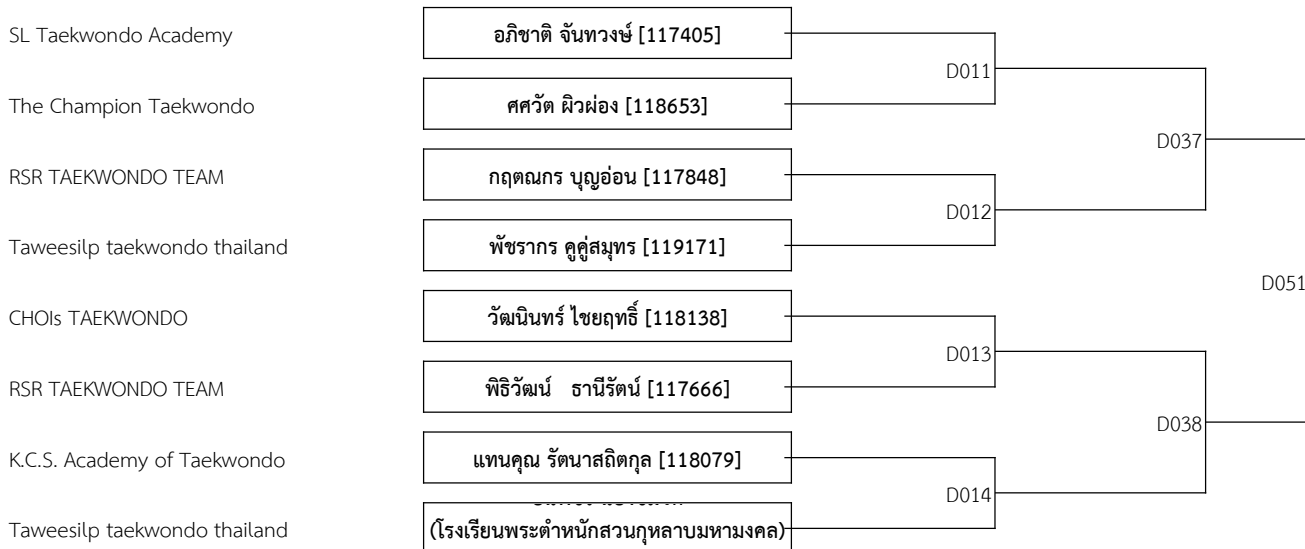 SL Taekwondo Academy
อภิชาติ จันทวงษ์ [117405]
D011
The Champion Taekwondo
ศศวัต ผิวผ่อง [118653]
D037
RSR TAEKWONDO TEAM
กฤตณกร บุญอ่อน [117848]
D012
Taweesilp taekwondo thailand
พัชรากร คูคู่สมุทร [119171]
D051
CHOIs TAEKWONDO
วัฒนินทร์ ไชยฤทธิ์ [118138]
D013
RSR TAEKWONDO TEAM
พิธิวัฒน์ ธานีรัตน์ [117666]
D038
K.C.S. Academy of Taekwondo
แทนคุณ รัตนาสถิตกุล [118079]
D014
Taweesilp taekwondo thailand
(โรงเรียนพระตำหนักสวนกุหลาบมหามงคล)